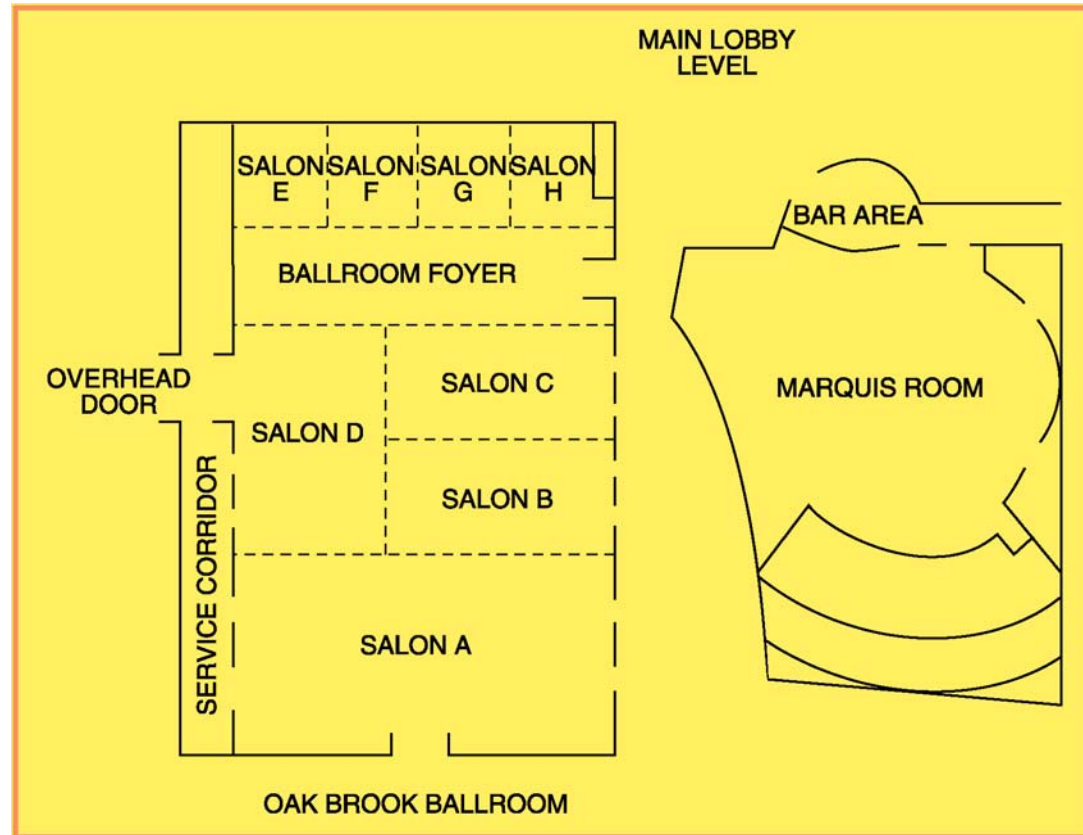 MAIN LOBBY
LEVEL
SALON
E
SALON
F
SALON
G
SALON
H
BAR AREA
BALLROOM FOYER
OVERHEAD
DOOR
SALON C
MARQUIS ROOM
SALON D
SALON B
SERVICE CORRIDOR
SALON A
OAK BROOK BALLROOM